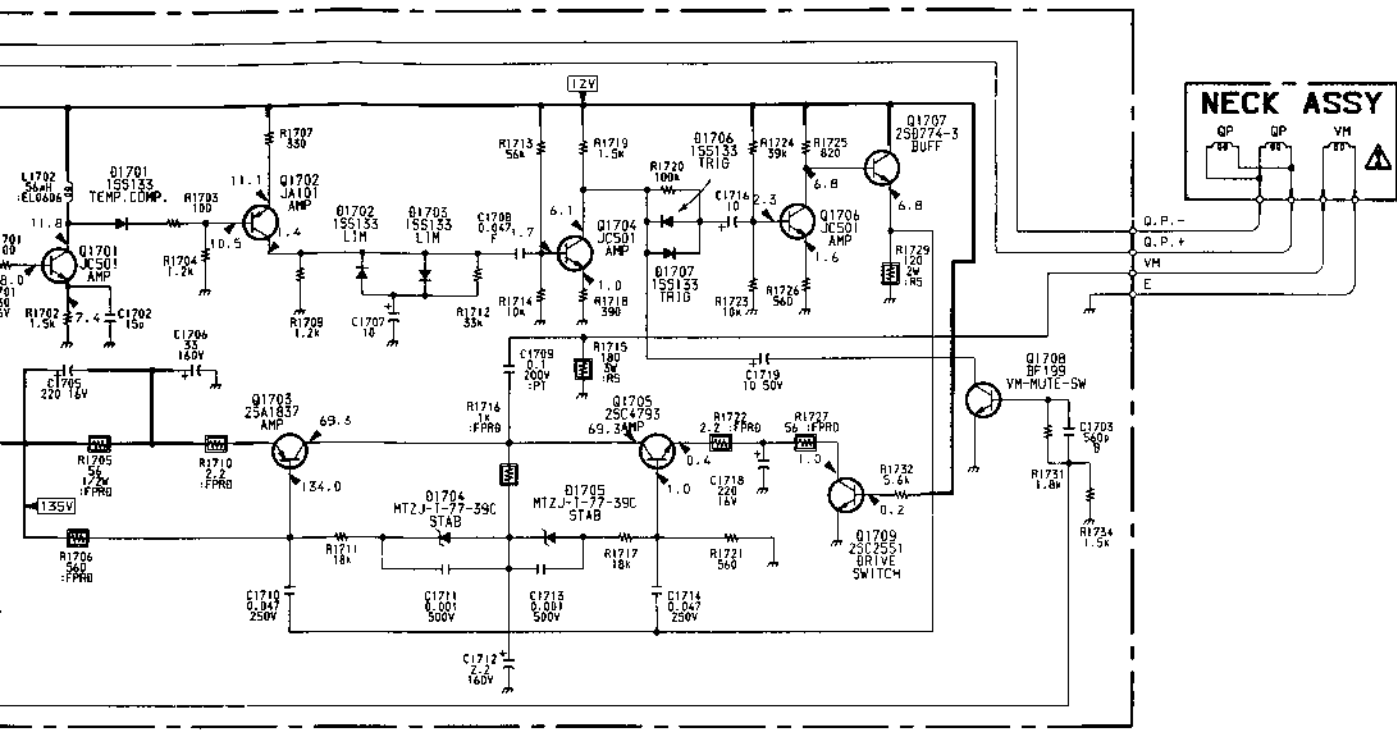 12V
NECK ASSY
QP
QP
VM
Q.P.-
Q.P.+
VM
E
L1702
56µH
:EL0606
D1701
1SS133
TEMP.COMP.
R1703
100
R1707
330
11.1
Q1702
JA101
AMP
1.4
10.5
R1704
1.2k
11.8
Q1701
JC501
AMP
8.0
R1702
1.5k
7.4
C1702
15p
D1702
1SS133
LIM
D1703
1SS133
LIM
C1708
0.047
F
1.7
R1709
1.2k
C1707
10
R1712
33k
R1713
56k
R1719
1.5k
6.1
Q1704
JC501
AMP
1.0
R1714
10k
R1718
390
D1706
1SS133
TRIG
R1720
100k
D1707
1SS133
TRIG
C1716
10
R1724
39k
R1725
820
2.3
6.8
Q1706
JC501
AMP
1.6
R1723
10k
R1726
560
Q1707
2SD774-3
BUFF
6.8
R1729
120
2W
:RS
C1706
33
160V
C1705
220 16V
R1705
56
1/2W
:FPRD
R1710
2.2
:FPRD
135V
R1706
560
:FPRD
Q1703
2SA1837
AMP
69.3
134.0
C1709
0.1
200V
:PT
R1715
180
3W
:RS
R1716
1k
:FPRD
Q1705
2SC4793
AMP
69.3
0.4
1.0
R1722
2.2 :FPRD
R1727
56 :FPRD
C1719
10 50V
C1718
220
16V
1.0
R1732
5.6k
0.2
Q1709
2SC2551
DRIVE
SWITCH
Q1708
BF199
VM-MUTE-SW
C1703
560p
B
R1731
1.8k
R1734
1.5k
R1711
18k
D1704
MTZJ-T-77-39C
STAB
D1705
MTZJ-T-77-39C
STAB
R1717
18k
R1721
560
C1710
0.047
250V
C1711
0.001
500V
C1713
0.001
500V
C1714
0.047
250V
C1712
2.2
160V